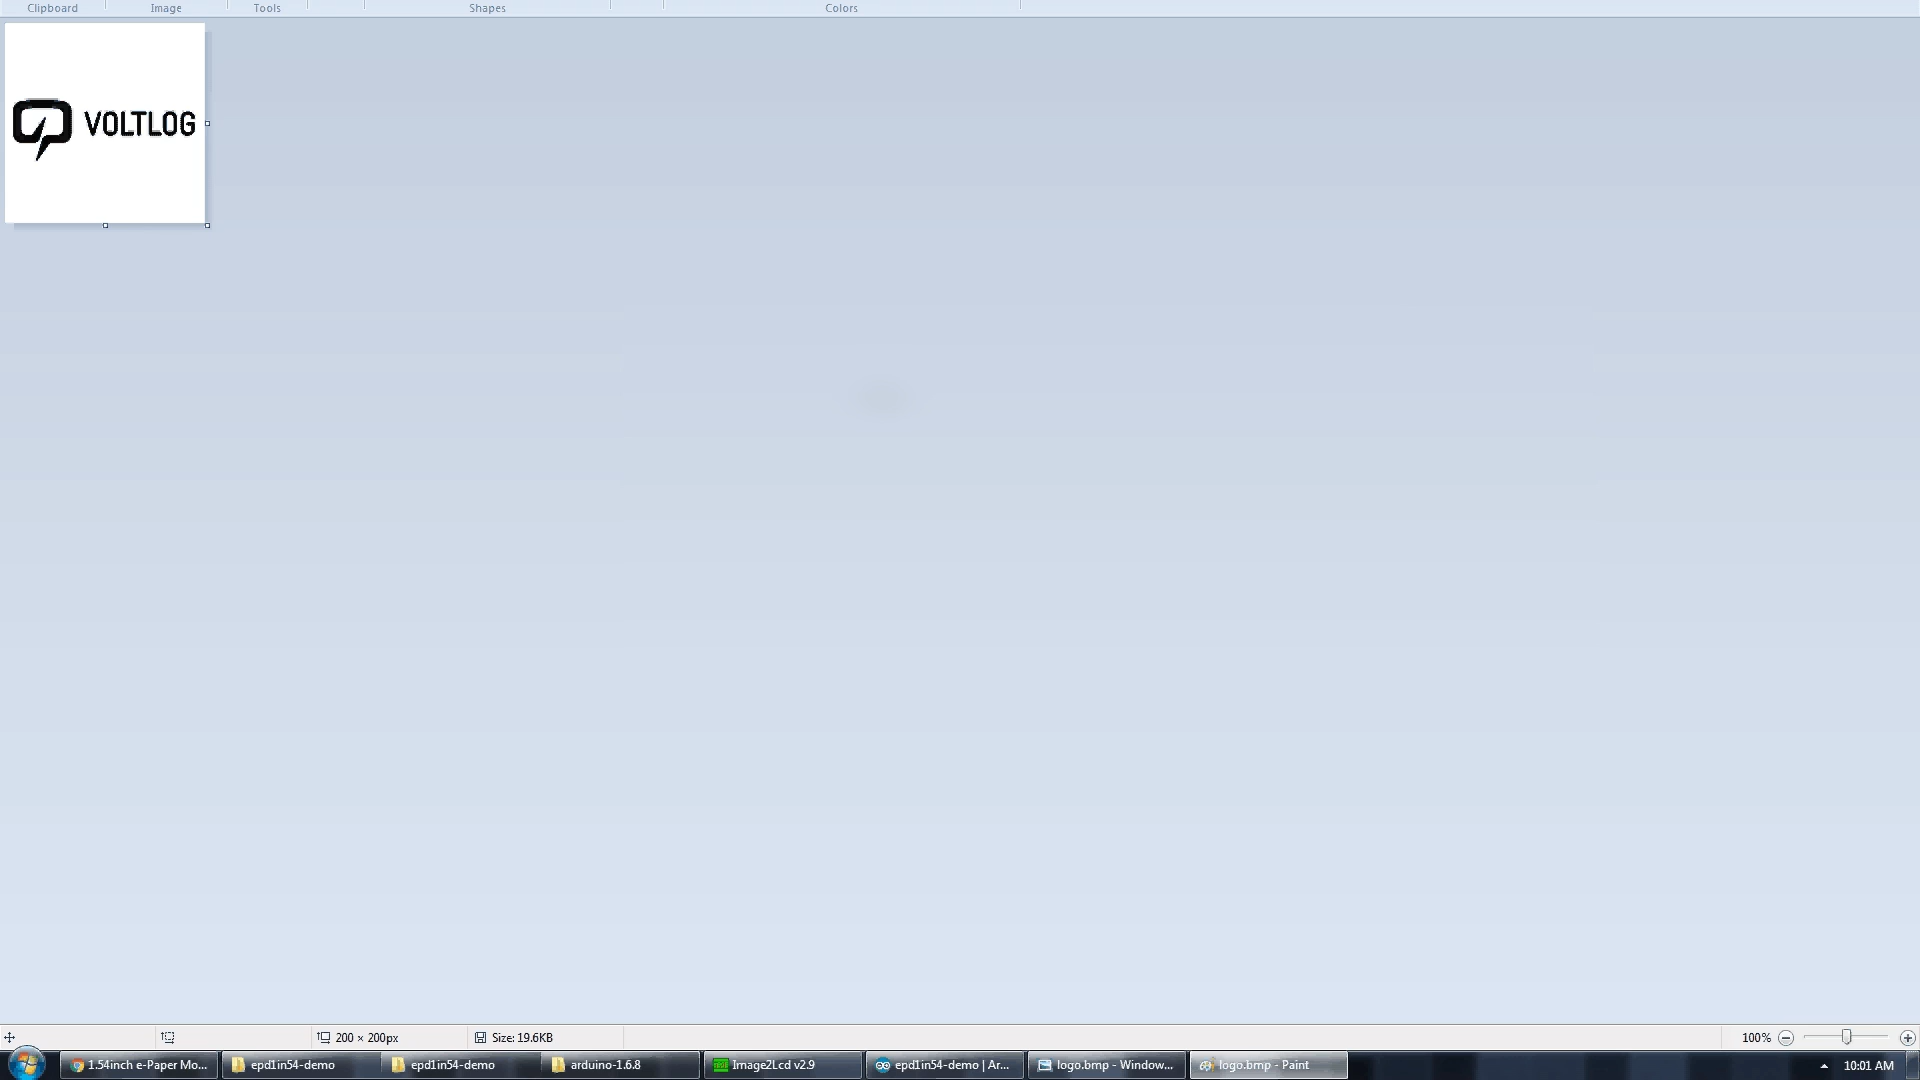 Clipboard Image Tools Shapes Colors
VOLTLOG
200 × 200px Size: 19.6KB 100%
1.54inch e-Paper Mo... epd1in54-demo epd1in54-demo arduino-1.6.8 Image2Lcd v2.9 epd1in54-demo | Ar... logo.bmp - Window... logo.bmp - Paint 10:01 AM